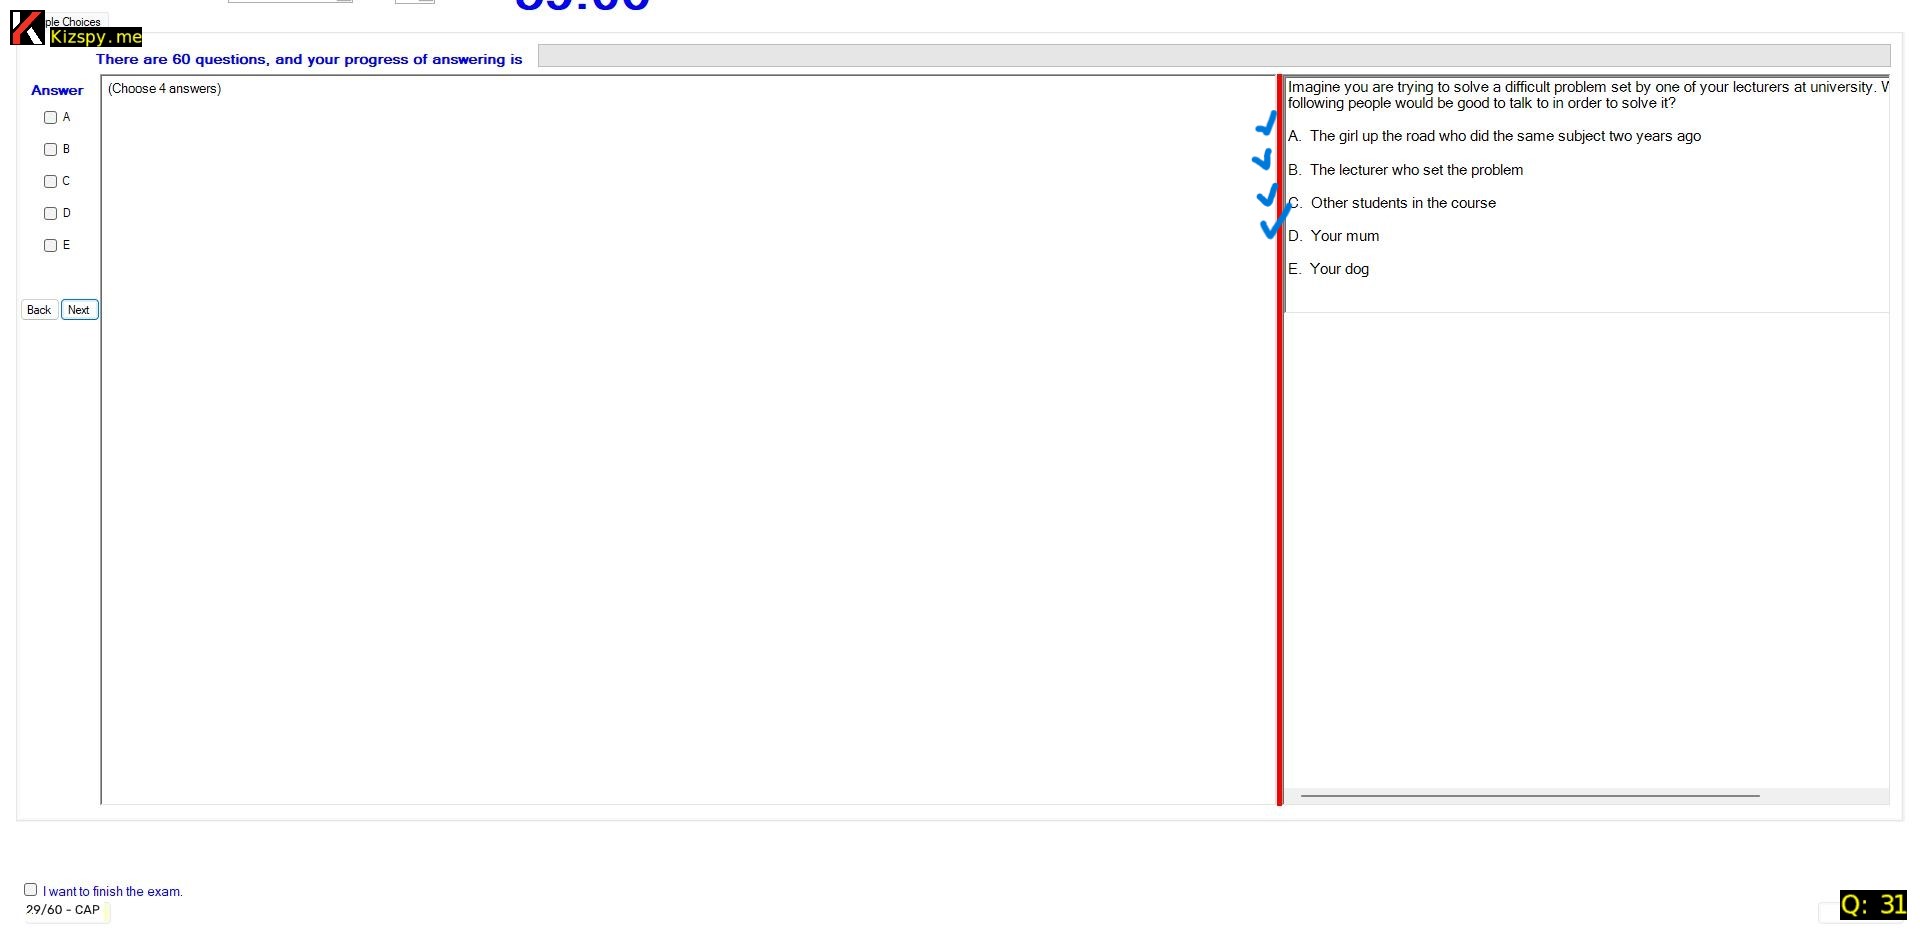 ple Choices
Kizspy.me
There are 60 questions, and your progress of answering is
Answer
(Choose 4 answers)
A
B
C
D
E
Back Next
Imagine you are trying to solve a difficult problem set by one of your lecturers at university. W
following people would be good to talk to in order to solve it?
A. The girl up the road who did the same subject two years ago
B. The lecturer who set the problem
C. Other students in the course
D. Your mum
E. Your dog
I want to finish the exam.
29/60 - CAP
Q: 31